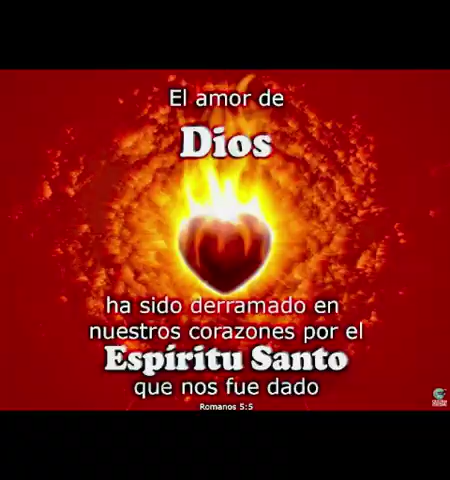 El amor de
Dios
ha sido derramado en
nuestros corazones por el
Espíritu Santo
que nos fue dado
Romanos 5:5